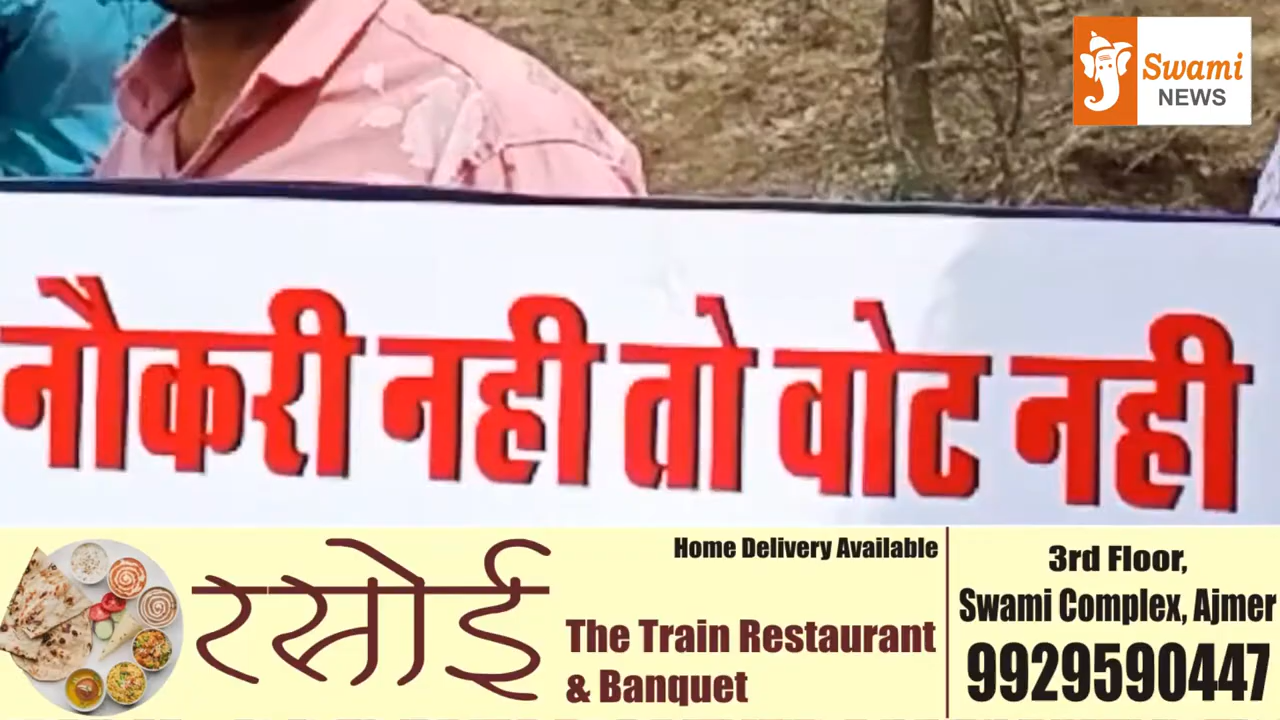 Swami
NEWS
नौकरी नही तो वोट नही
रसोई
Home Delivery Available
The Train Restaurant
& Banquet
3rd Floor,
Swami Complex, Ajmer
9929590447